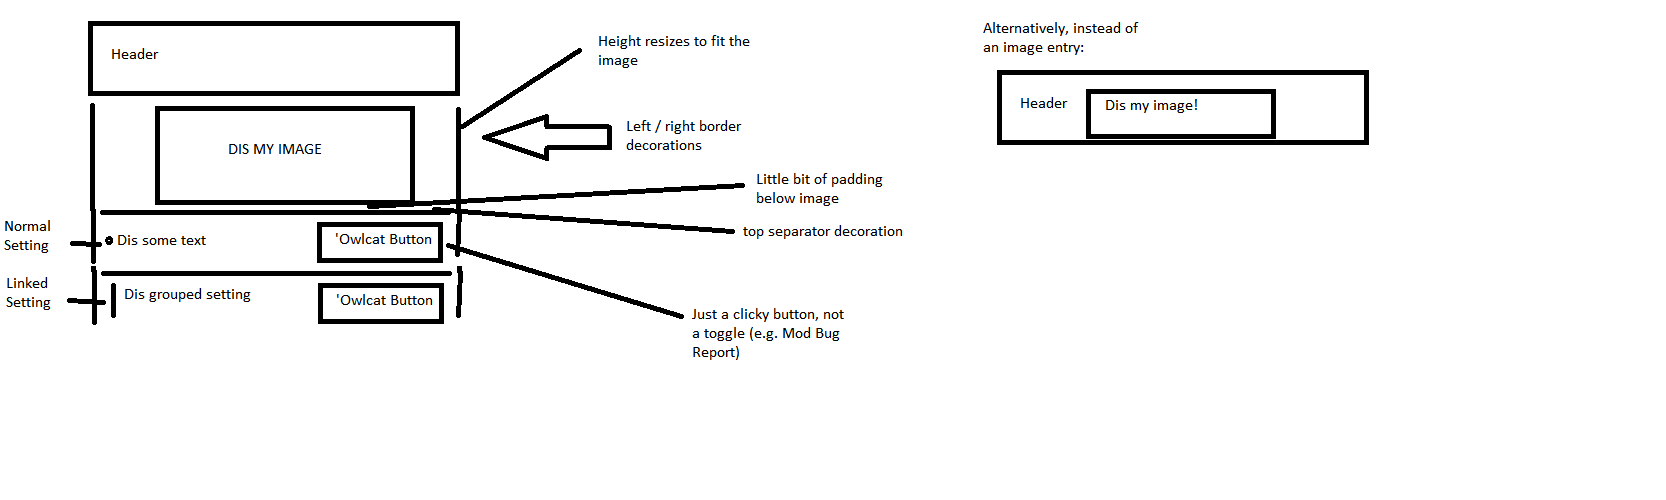 Header
DIS MY IMAGE
Height resizes to fit the
image
Left / right border
decorations
Little bit of padding
below image
top separator decoration
Normal
Setting
Dis some text
'Owlcat Button
Linked
Setting
Dis grouped setting
'Owlcat Button
Just a clicky button, not
a toggle (e.g. Mod Bug
Report)
Alternatively, instead of
an image entry:
Header
Dis my image!